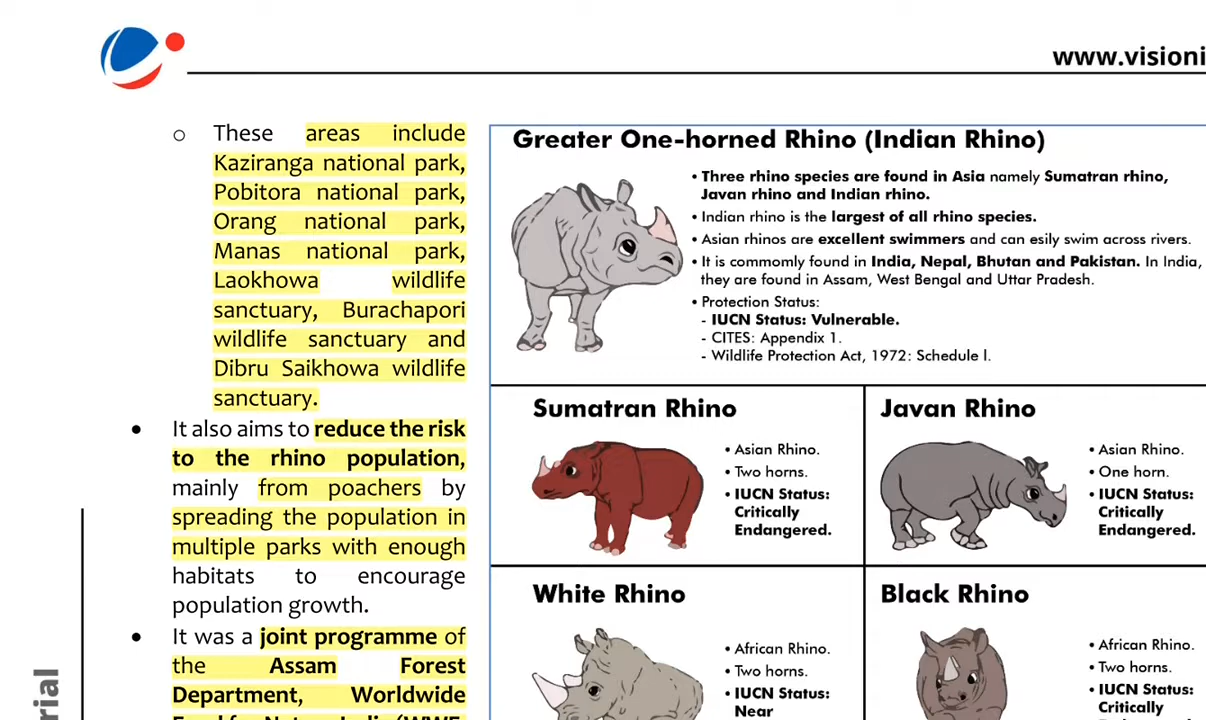 www.visioni
○ These areas include
Kaziranga national park,
Pobitora national park,
Orang national park,
Manas national park,
Laokhowa wildlife
sanctuary, Burachapori
wildlife sanctuary and
Dibru Saikhowa wildlife
sanctuary.
• It also aims to reduce the risk
to the rhino population,
mainly from poachers by
spreading the population in
multiple parks with enough
habitats to encourage
population growth.
• It was a joint programme of
the Assam Forest
Department, Worldwide
Greater One-horned Rhino (Indian Rhino)
• Three rhino species are found in Asia namely Sumatran rhino,
Javan rhino and Indian rhino.
• Indian rhino is the largest of all rhino species.
• Asian rhinos are excellent swimmers and can esily swim across rivers.
• It is commomly found in India, Nepal, Bhutan and Pakistan. In India,
they are found in Assam, West Bengal and Uttar Pradesh.
• Protection Status:
- IUCN Status: Vulnerable.
- CITES: Appendix 1.
- Wildlife Protection Act, 1972: Schedule I.
Sumatran Rhino
• Asian Rhino.
• Two horns.
• IUCN Status:
Critically
Endangered.
Javan Rhino
• Asian Rhino.
• One horn.
• IUCN Status:
Critically
Endangered.
White Rhino
• African Rhino.
• Two horns.
• IUCN Status:
Near
Black Rhino
• African Rhino.
• Two horns.
• IUCN Status:
Critically
rial